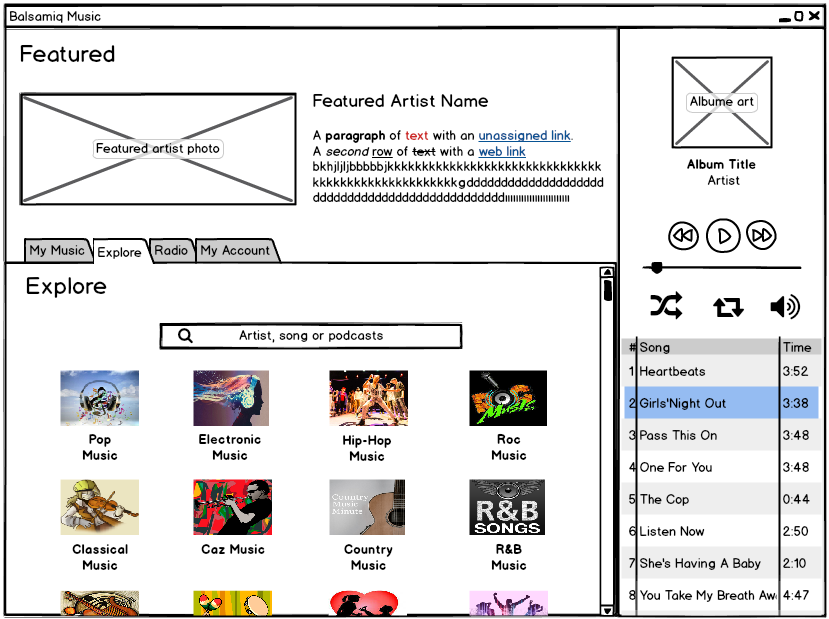 Balsamiq Music
Featured
Featured artist photo
Featured Artist Name
A paragraph of text with an unassigned link.
A second row of text with a web link
My Music
Explore
Radio
My Account
Explore
Artist, song or podcasts
Pop
Music
Electronic
Music
Hip-Hop
Music
Roc
Music
Classical
Music
Caz Music
Country
Music
Minute
Country
Music
R&B
SONGS
R&B
Music
Albume art
Album Title
Artist
# Song Time
1 Heartbeats 3:52
2 Girls'Night Out 3:38
3 Pass This On 3:48
4 One For You 3:48
5 The Cop 0:44
6 Listen Now 2:50
7 She's Having A Baby 2:10
8 You Take My Breath Aw 4:47